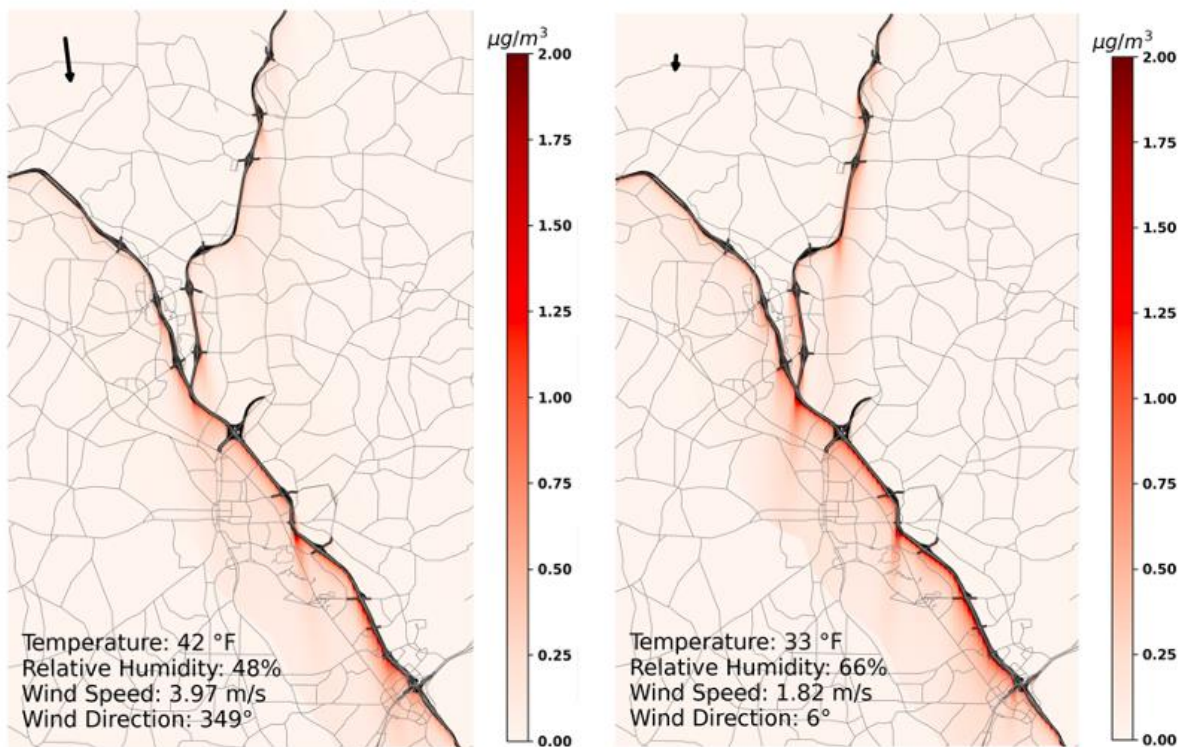 μg/m³
2.00
1.75
1.50
1.25
1.00
0.75
0.50
0.25
0.00
Temperature: 42 °F
Relative Humidity: 48%
Wind Speed: 3.97 m/s
Wind Direction: 349°
μg/m³
2.00
1.75
1.50
1.25
1.00
0.75
0.50
0.25
0.00
Temperature: 33 °F
Relative Humidity: 66%
Wind Speed: 1.82 m/s
Wind Direction: 6°